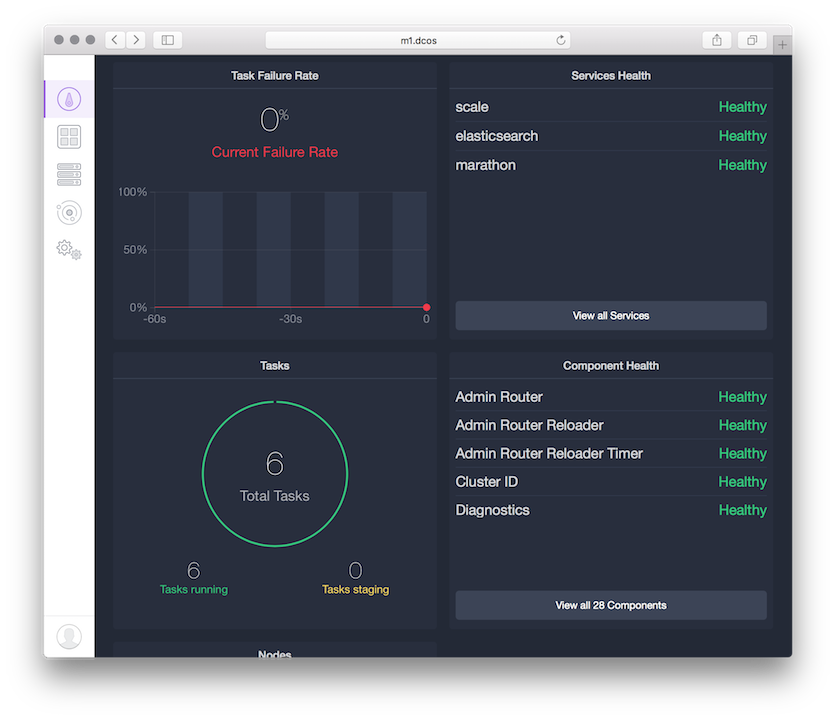 m1.dcos
Task Failure Rate
0%
Current Failure Rate
100%
50%
0%
-60s -30s 0
Services Health
scale Healthy
elasticsearch Healthy
marathon Healthy
View all Services
Tasks
6
Total Tasks
6 0
Tasks running Tasks staging
Component Health
Admin Router Healthy
Admin Router Reloader Healthy
Admin Router Reloader Timer Healthy
Cluster ID Healthy
Diagnostics Healthy
View all 28 Components
Nodes